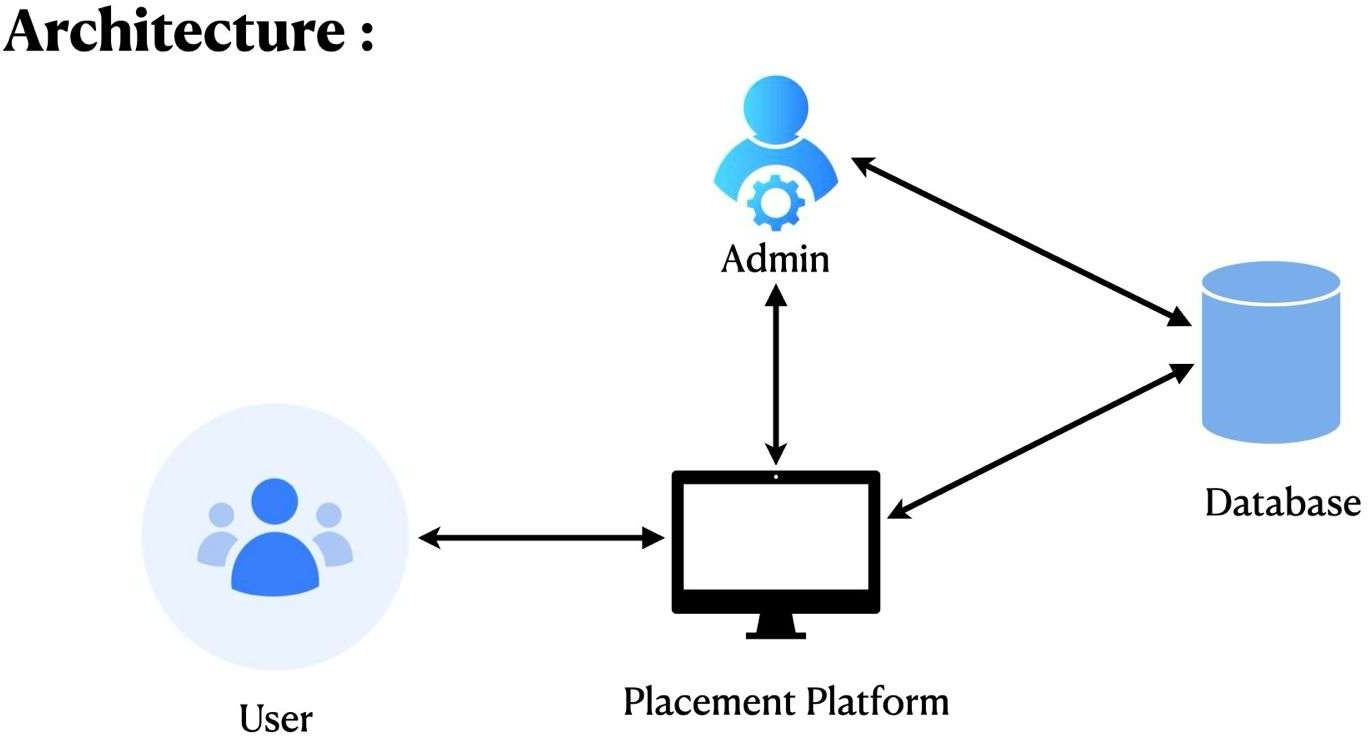 Architecture :
Admin
Database
Placement Platform
User